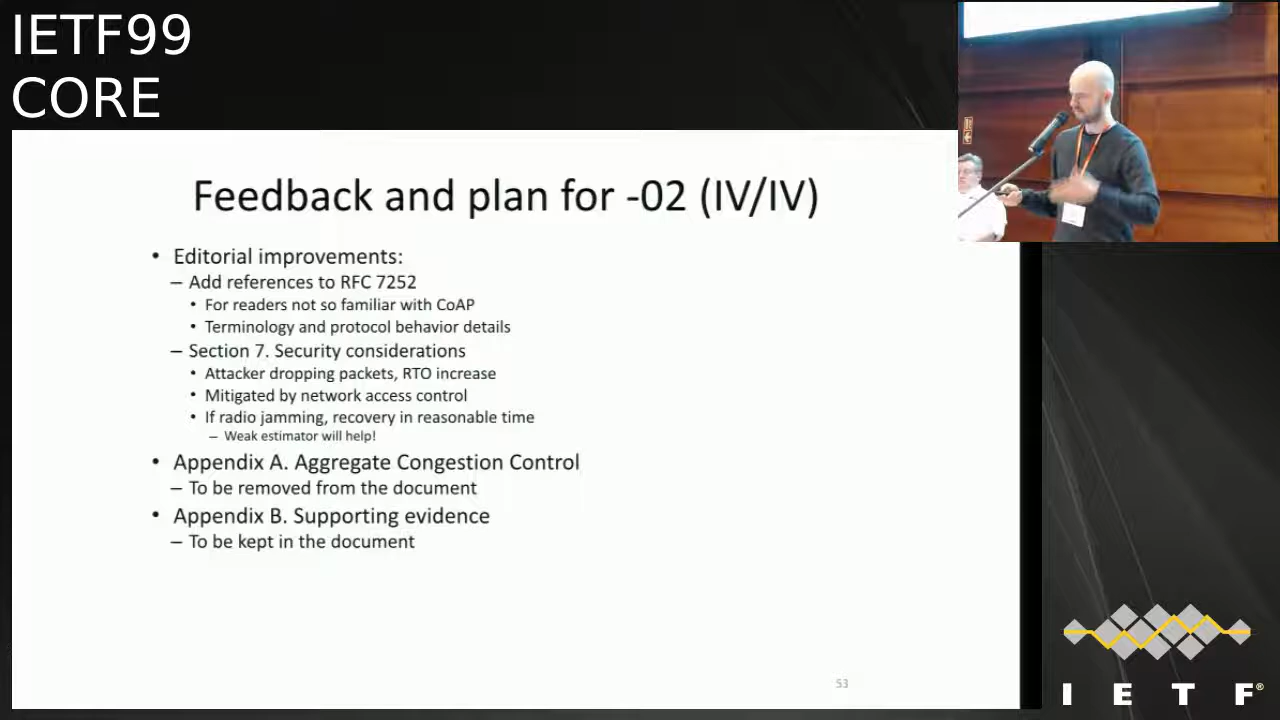 IETF99
CORE
Feedback and plan for -02 (IV/IV)
• Editorial improvements:
– Add references to RFC 7252
• For readers not so familiar with CoAP
• Terminology and protocol behavior details
– Section 7. Security considerations
• Attacker dropping packets, RTO increase
• Mitigated by network access control
• If radio jamming, recovery in reasonable time
– Weak estimator will help!
• Appendix A. Aggregate Congestion Control
– To be removed from the document
• Appendix B. Supporting evidence
– To be kept in the document
53
I E T F®